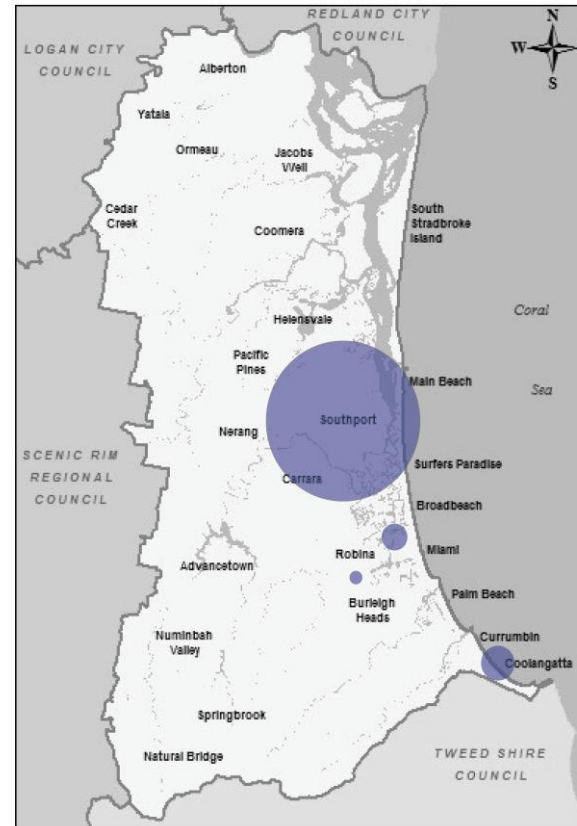 REDLAND CITY
COUNCIL
N
W
E
S
LOGAN CITY
COUNCIL
Alberton
Yatala
Ormeau
Jacobs
Well
Cedar
Creek
South
Stradbroke
Island
Coomera
Coral
Helensvale
Pacific
Pines
Main Beach
Sea
Southport
Nerang
SCENIC RIM
REGIONAL
COUNCIL
Surfers Paradise
Carrara
Broadbeach
Robina
Miami
Advancetown
Palm Beach
Burleigh
Heads
Numinbah
Valley
Currumbin
Coolangatta
Springbrook
Natural Bridge
TWEED SHIRE
COUNCIL